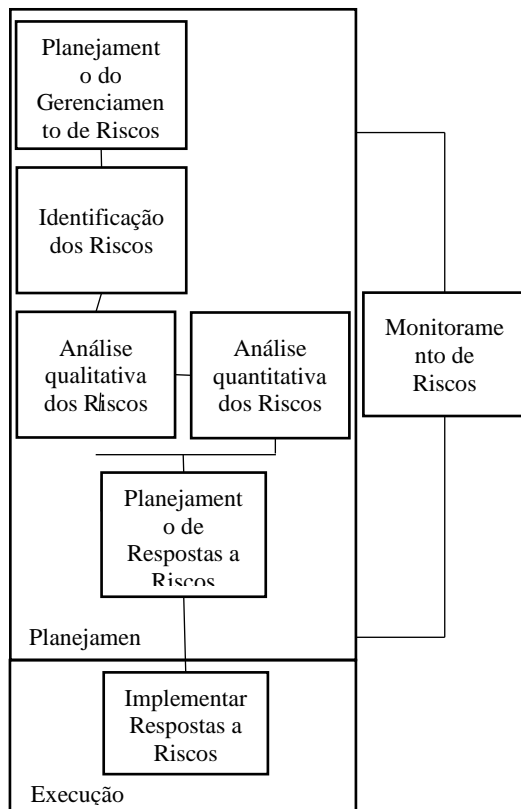 Planejament
o do
Gerenciamen
to de Riscos
Identificação
dos Riscos
Análise
qualitativa
dos Riscos
Análise
quantitativa
dos Riscos
Monitorame
nto de
Riscos
Planejament
o de
Respostas a
Riscos
Planejamen
Implementar
Respostas a
Riscos
Execução